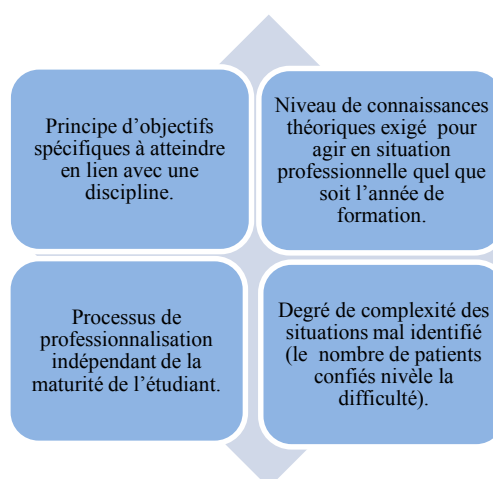 Principe d’objectifs
spécifiques à atteindre
en lien avec une
discipline.
Niveau de connaissances
théoriques exigé pour
agir en situation
professionnelle quel que
soit l’année de
formation.
Processus de
professionnalisation
indépendant de la
maturité de l’étudiant.
Degré de complexité des
situations mal identifié
(le nombre de patients
confiés nivèle la
difficulté).